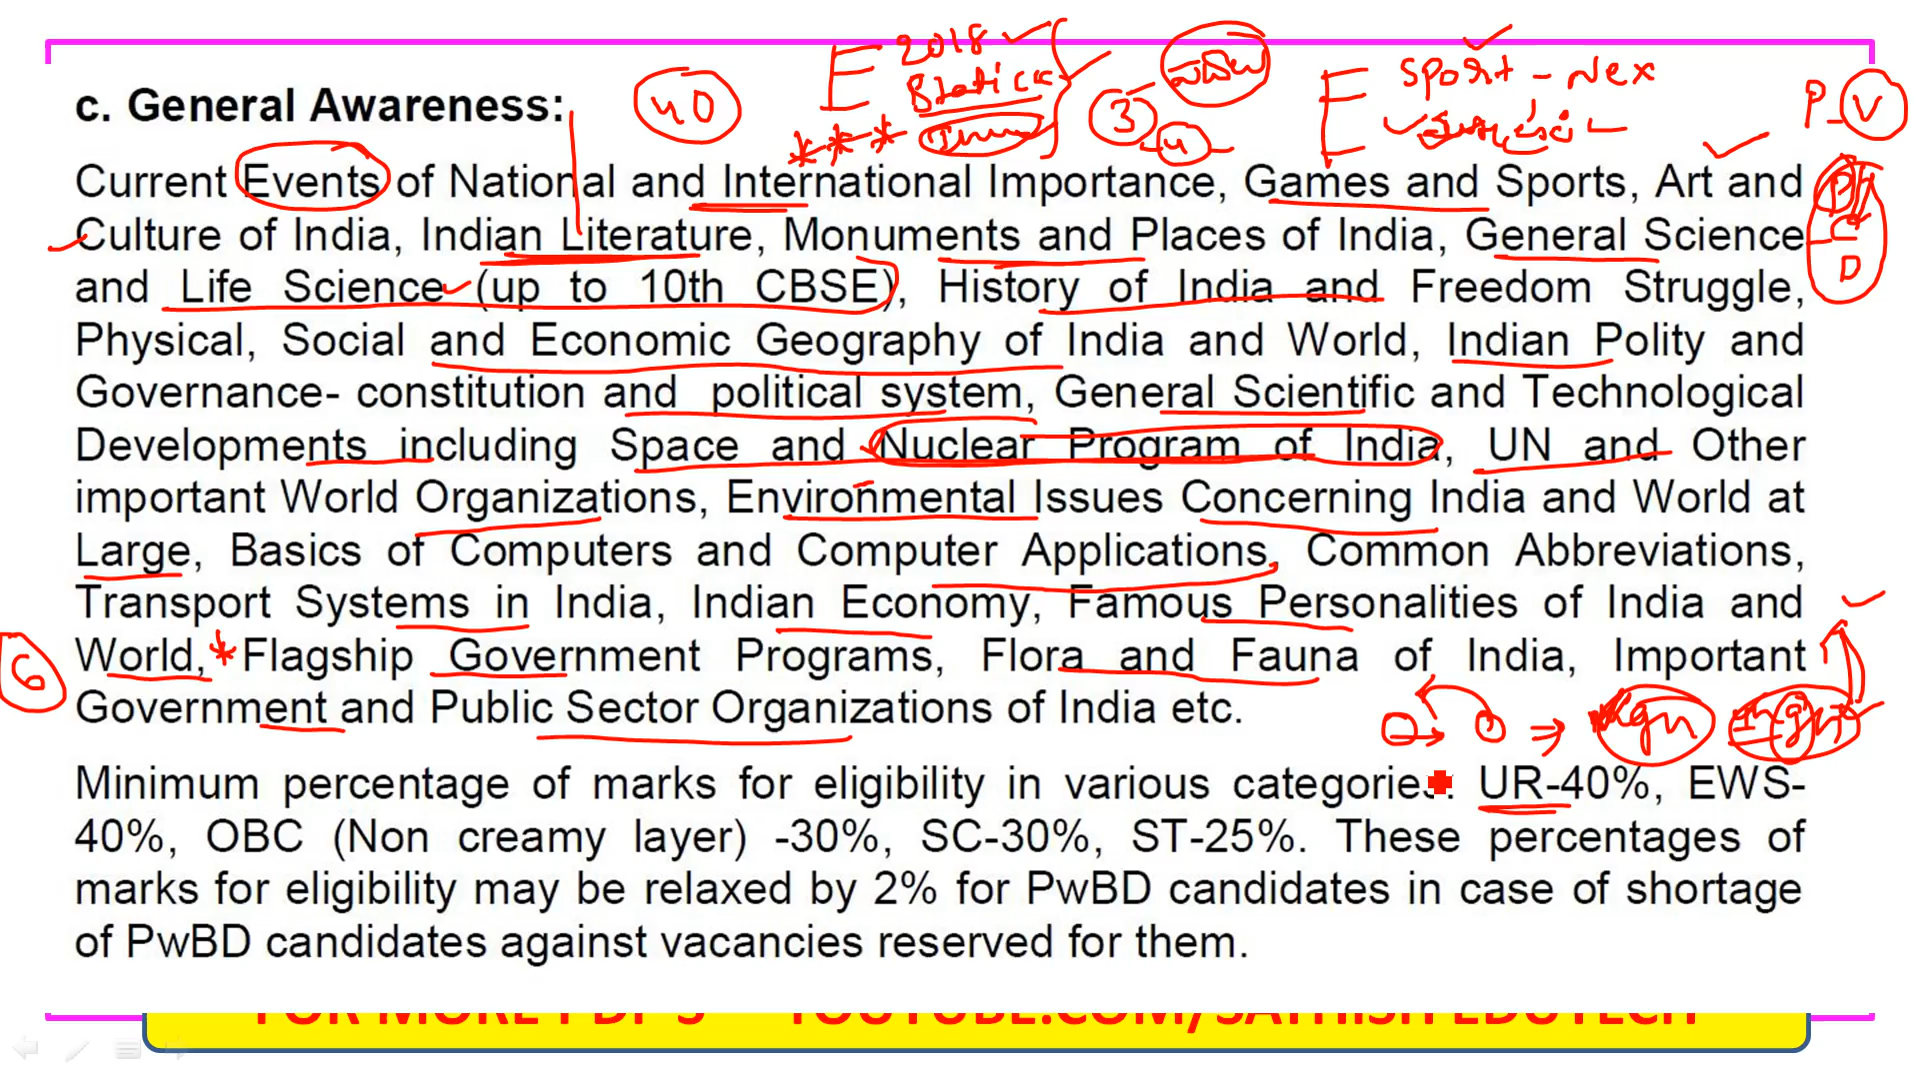 2018
Statick
40
3
4
Sport - Nex
P - V
c. General Awareness:
Current Events of National and International Importance, Games and Sports, Art and
Culture of India, Indian Literature, Monuments and Places of India, General Science
and Life Science (up to 10th CBSE), History of India and Freedom Struggle,
Physical, Social and Economic Geography of India and World, Indian Polity and
Governance- constitution and political system, General Scientific and Technological
Developments including Space and Nuclear Program of India, UN and Other
important World Organizations, Environmental Issues Concerning India and World at
Large, Basics of Computers and Computer Applications, Common Abbreviations,
Transport Systems in India, Indian Economy, Famous Personalities of India and
World, *Flagship Government Programs, Flora and Fauna of India, Important
Government and Public Sector Organizations of India etc.
P
C
D
6
Minimum percentage of marks for eligibility in various categories: UR-40%, EWS-
40%, OBC (Non creamy layer) -30%, SC-30%, ST-25%. These percentages of
marks for eligibility may be relaxed by 2% for PwBD candidates in case of shortage
of PwBD candidates against vacancies reserved for them.
FOR MORE PDF'S YOUTUBE.COM/SATHISH EDUTECH